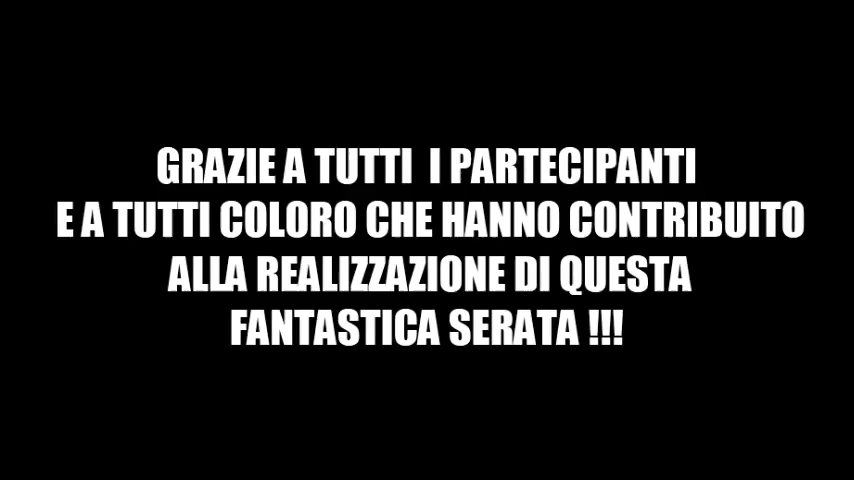 GRAZIE A TUTTI  I PARTECIPANTI
E A TUTTI COLORO CHE HANNO CONTRIBUITO
ALLA REALIZZAZIONE DI QUESTA
FANTASTICA SERATA !!!